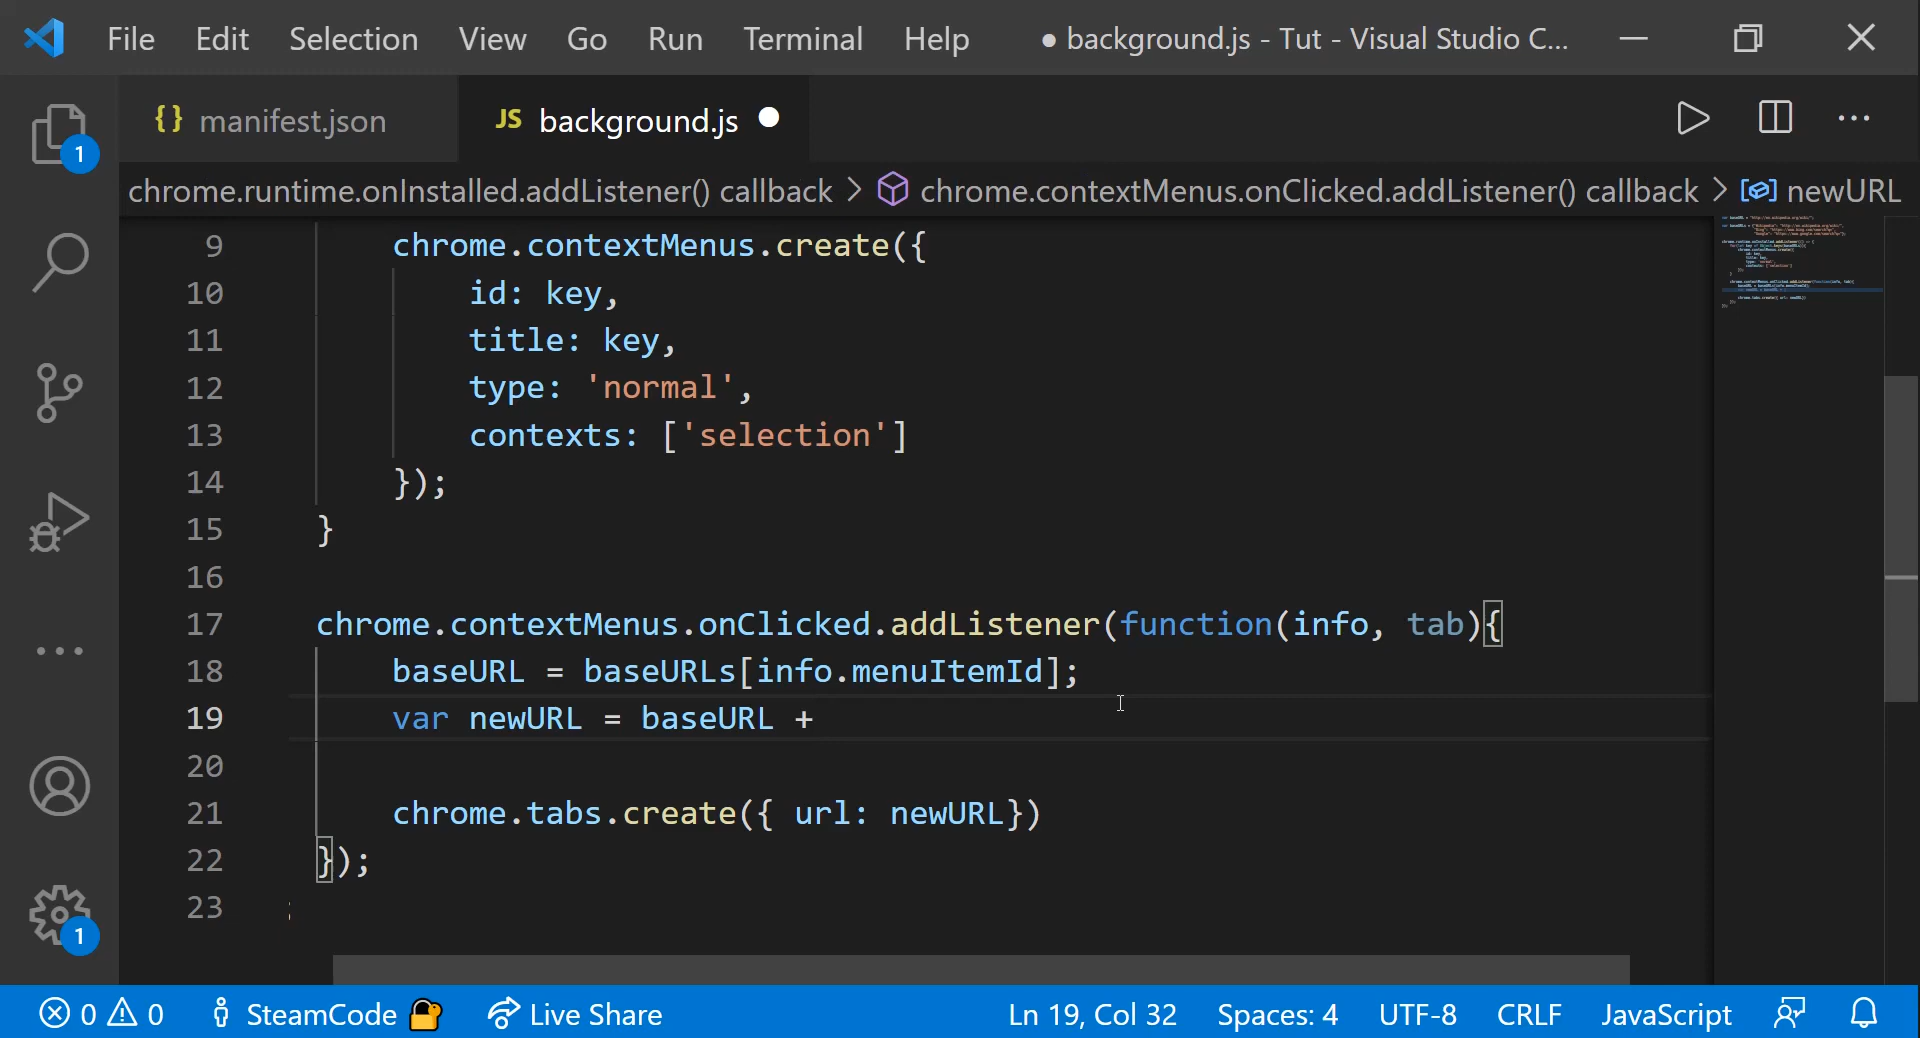 File Edit Selection View Go Run Terminal Help ● background.js - Tut - Visual Studio C...
{} manifest.json JS background.js ●
1
chrome.runtime.onInstalled.addListener() callback > chrome.contextMenus.onClicked.addListener() callback > newURL
9 chrome.contextMenus.create({
10 id: key,
11 title: key,
12 type: 'normal',
13 contexts: ['selection']
14 });
15 }
16
17 chrome.contextMenus.onClicked.addListener(function(info, tab){
18 baseURL = baseURLs[info.menuItemId];
19 var newURL = baseURL +
20
21 chrome.tabs.create({ url: newURL})
22 });
23
1
0 0 SteamCode Live Share Ln 19, Col 32 Spaces: 4 UTF-8 CRLF JavaScript